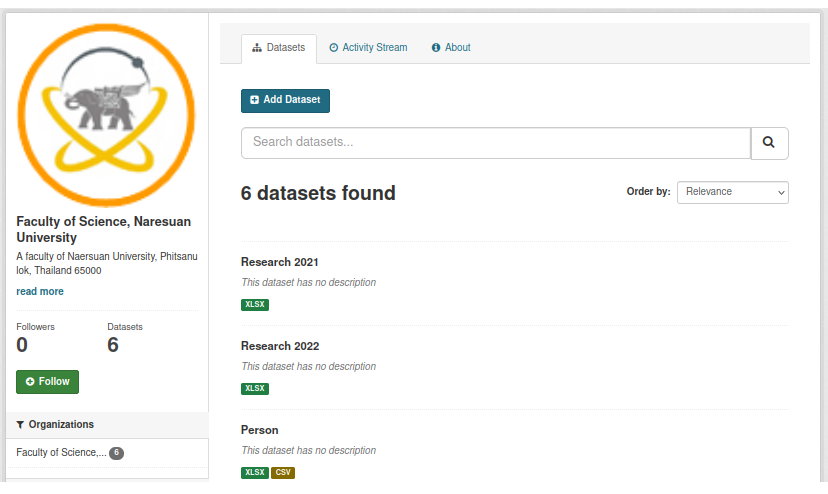 Faculty of Science, Naresuan
University
A faculty of Naersuan University, Phitsanu
lok, Thailand 65000
read more
Followers
Datasets
0
6
Follow
Organizations
Faculty of Science,... 6
Datasets
Activity Stream
About
Add Dataset
Search datasets...
6 datasets found
Order by: Relevance
Research 2021
This dataset has no description
XLSX
Research 2022
This dataset has no description
XLSX
Person
This dataset has no description
XLSX CSV